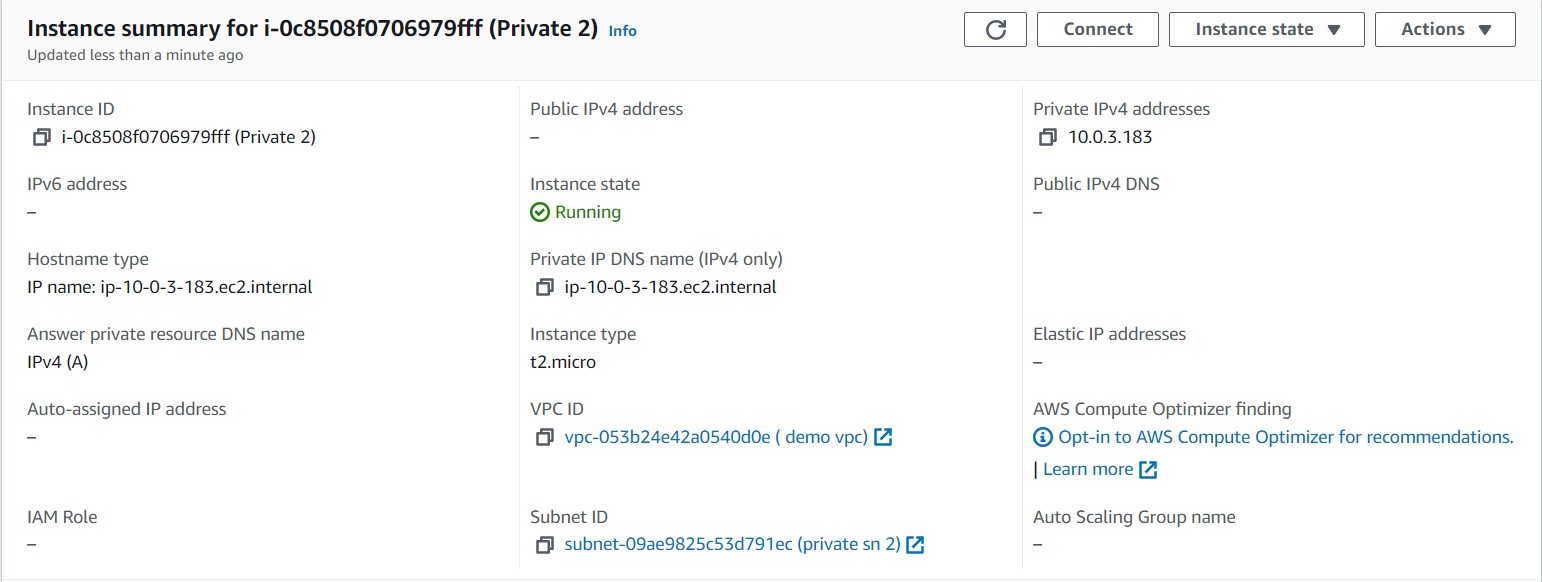 Instance summary for i-0c8508f0706979fff (Private 2) Info
Updated less than a minute ago
Connect
Instance state
Actions
Instance ID
i-0c8508f0706979fff (Private 2)
Public IPv4 address
–
Private IPv4 addresses
10.0.3.183
IPv6 address
–
Instance state
Running
Public IPv4 DNS
–
Hostname type
IP name: ip-10-0-3-183.ec2.internal
Private IP DNS name (IPv4 only)
ip-10-0-3-183.ec2.internal
Answer private resource DNS name
IPv4 (A)
Instance type
t2.micro
Elastic IP addresses
–
Auto-assigned IP address
–
VPC ID
vpc-053b24e42a0540d0e ( demo vpc)
AWS Compute Optimizer finding
Opt-in to AWS Compute Optimizer for recommendations.
| Learn more
IAM Role
–
Subnet ID
subnet-09ae9825c53d791ec (private sn 2)
Auto Scaling Group name
–